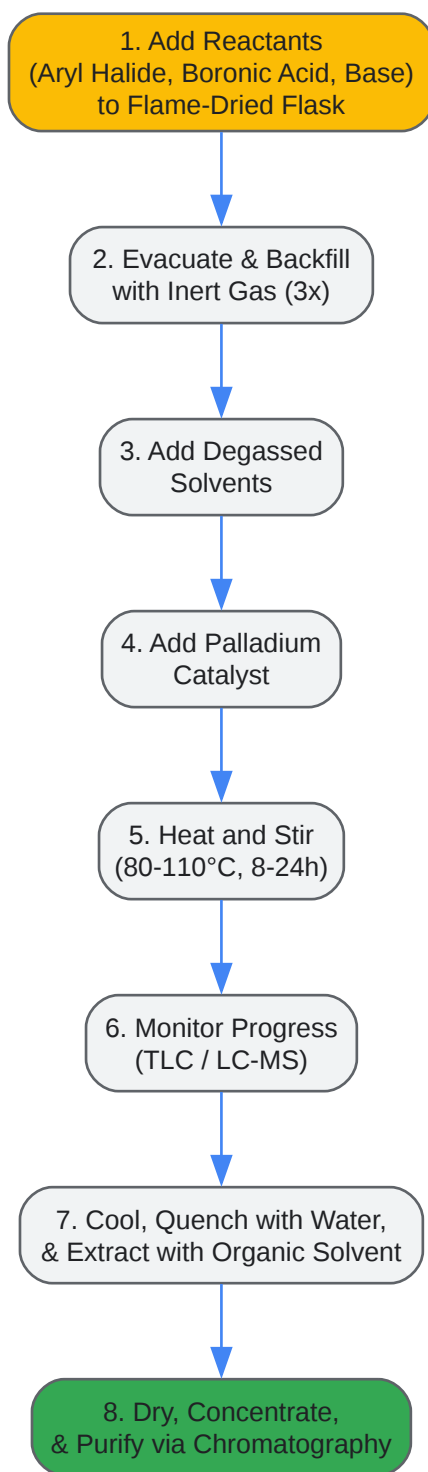 1. Add Reactants
(Aryl Halide, Boronic Acid, Base)
to Flame-Dried Flask
2. Evacuate & Backfill
with Inert Gas (3x)
3. Add Degassed
Solvents
4. Add Palladium
Catalyst
5. Heat and Stir
(80-110°C, 8-24h)
6. Monitor Progress
(TLC / LC-MS)
7. Cool, Quench with Water,
& Extract with Organic Solvent
8. Dry, Concentrate,
& Purify via Chromatography